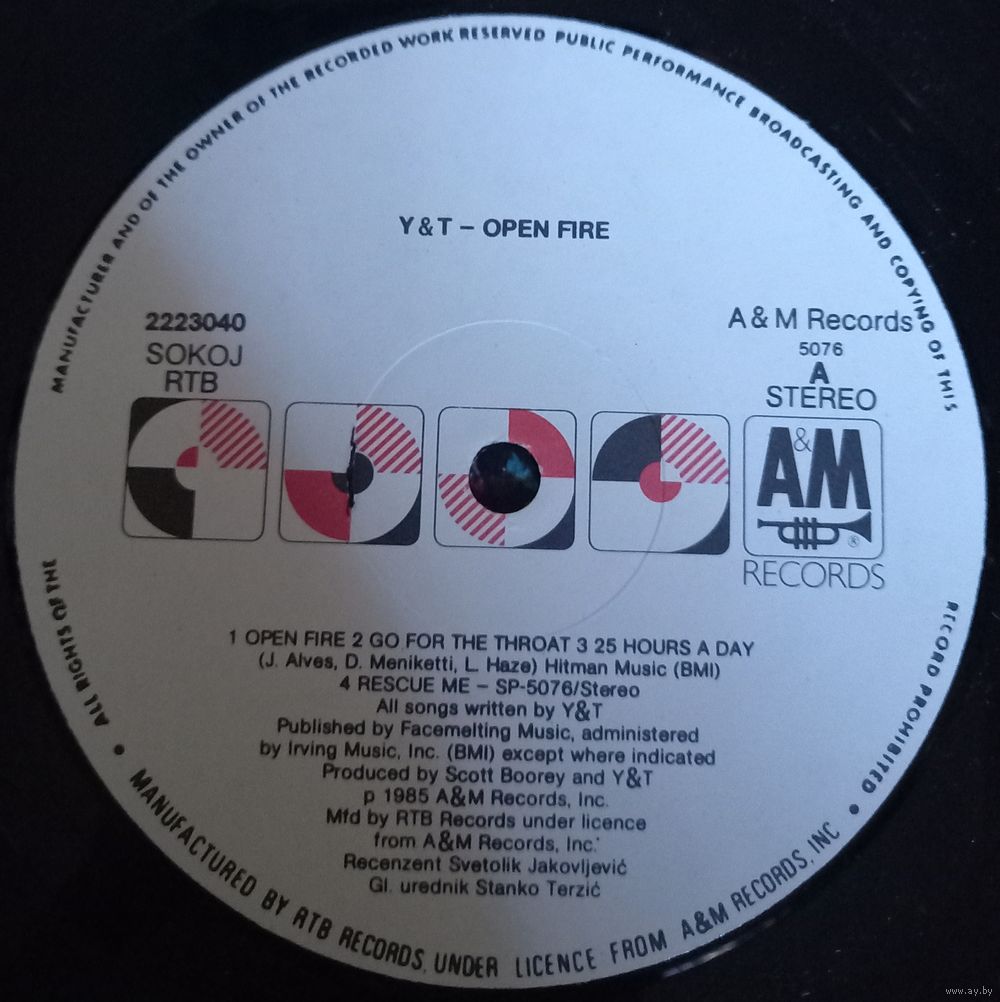 MANUFACTURER AND OF THE OWNER OF THE RECORDED WORK RESERVED PUBLIC PERFORMANCE BROADCASTING AND COPYING OF THIS
Y & T – OPEN FIRE
2223040
SOKOJ
RTB
A & M Records
5076
A
STEREO
A&M
®
RECORDS
1 OPEN FIRE 2 GO FOR THE THROAT 3 25 HOURS A DAY
(J. Alves, D. Meniketti, L. Haze) Hitman Music (BMI)
4 RESCUE ME – SP-5076/Stereo
All songs written by Y&T
Published by Facemelting Music, administered
by Irving Music, Inc. (BMI) except where indicated
Produced by Scott Boorey and Y&T
p 1985 A&M Records, Inc.
Mfd by RTB Records under licence
from A&M Records, Inc.
Recenzent Svetolik Jakovljević
Gl. urednik Stanko Terzić
RECORD PROHIBITED •
MANUFACTURED BY RTB RECORDS, UNDER LICENCE FROM A&M RECORDS, INC
• ALL RIGHTS OF THE
www.ay.by